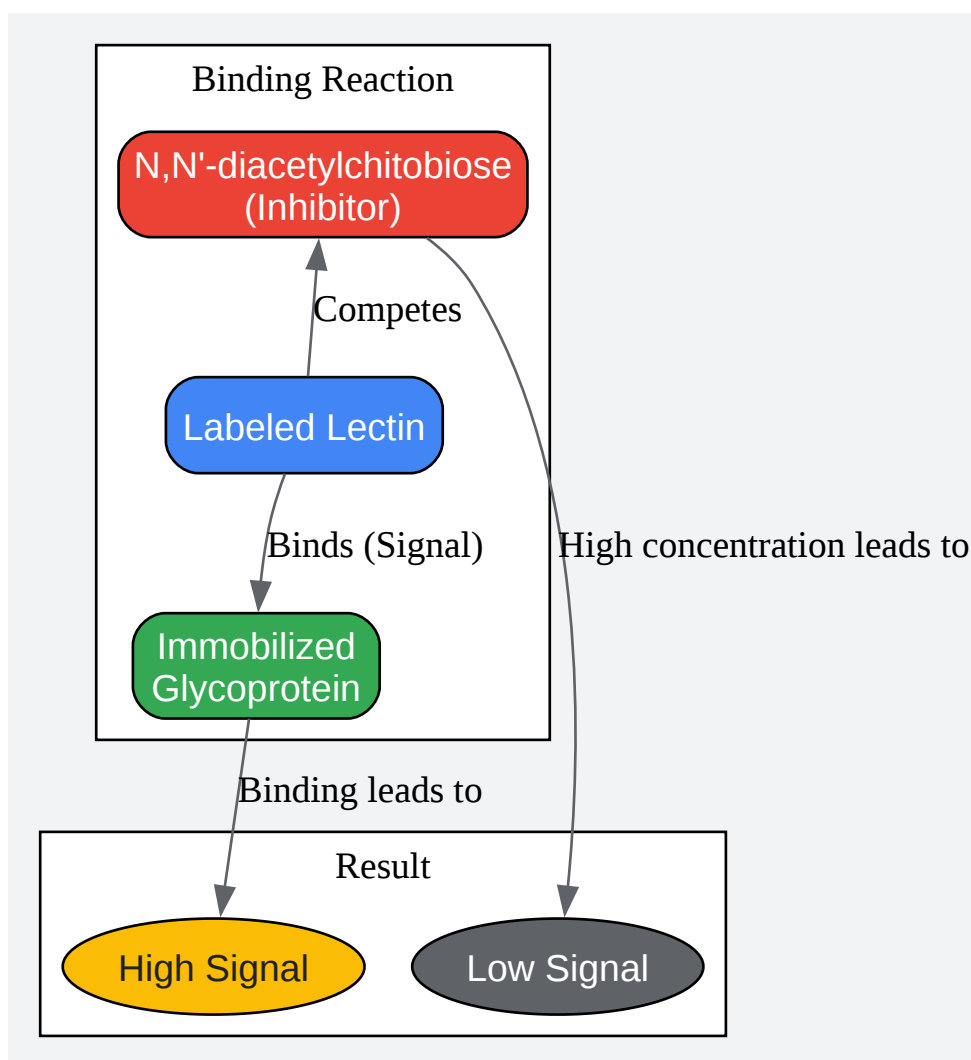 Binding Reaction
N,N'-diacetylchitobiose
(Inhibitor)
Competes
Labeled Lectin
Binds (Signal)
High concentration leads to
Immobilized
Glycoprotein
Binding leads to
Result
High Signal
Low Signal